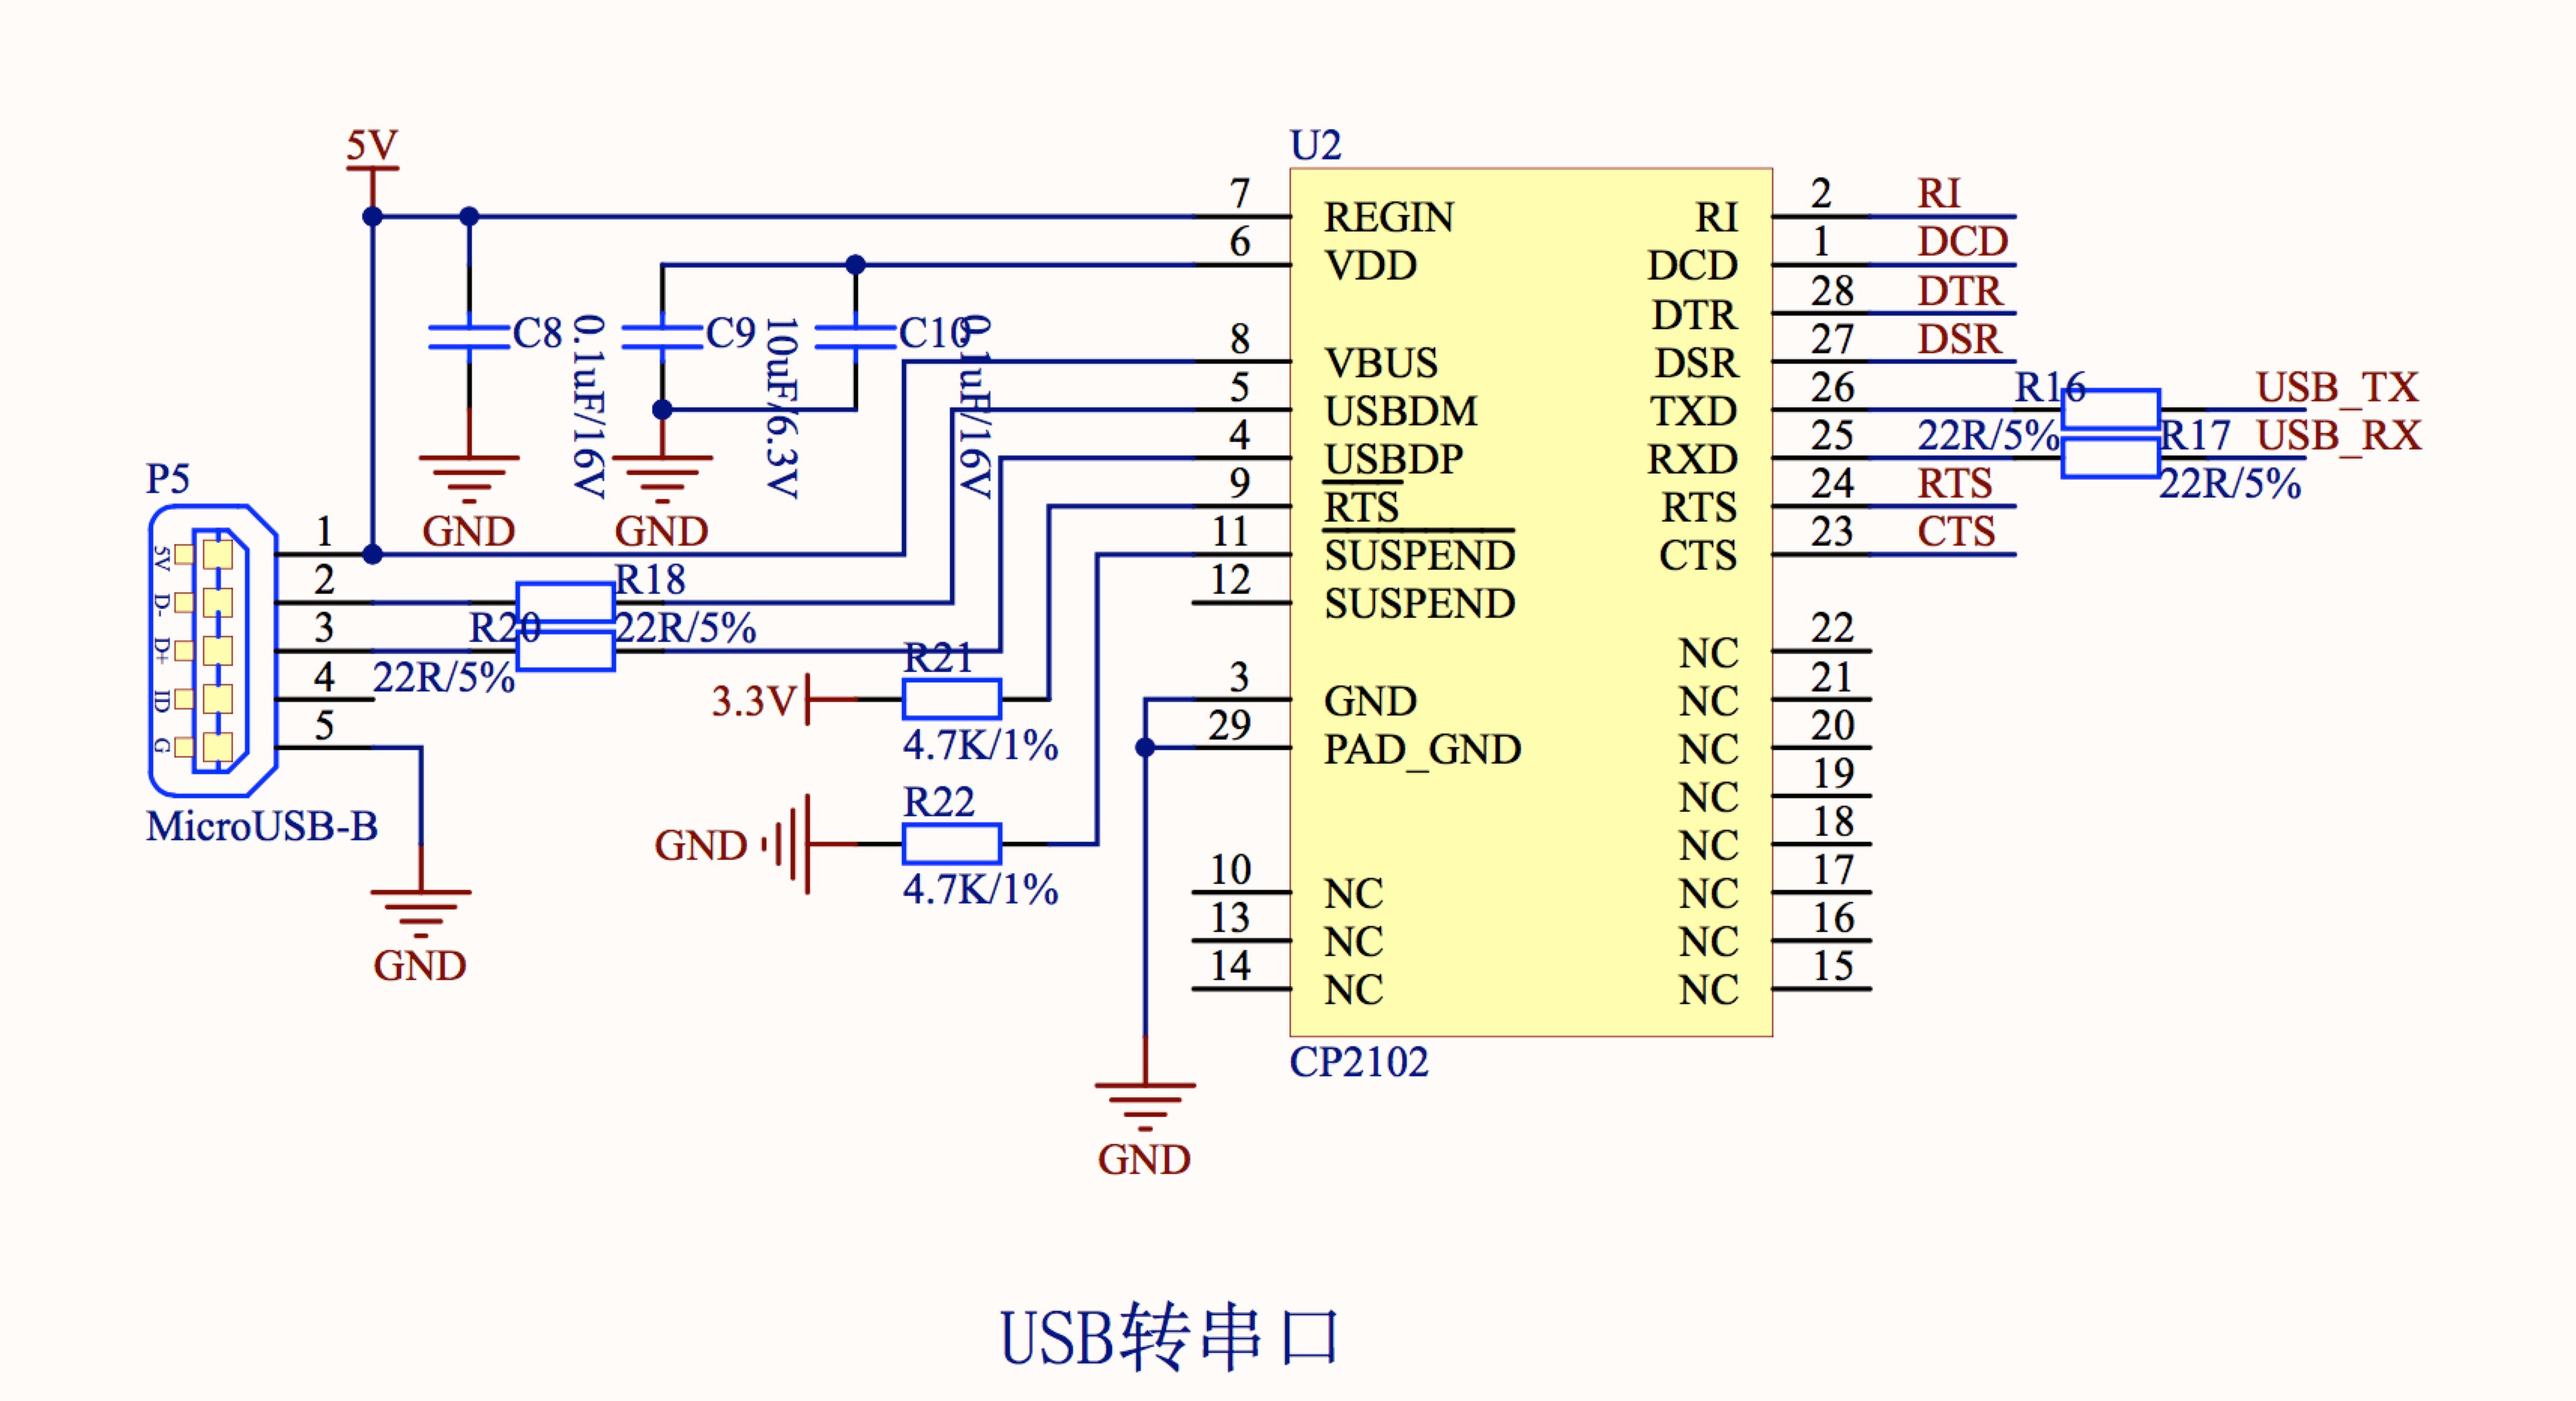 5V
U2
7 REGIN RI 2 RI
6 VDD DCD 1 DCD
DTR 28 DTR
C8 0.1uF/16V
C9 10uF/6.3V
C10 0.1uF/16V
8 VBUS DSR 27 DSR
5 USBDM TXD 26 R16 22R/5% USB_TX
4 USBDP RXD 25 R17 22R/5% USB_RX
9 RTS RTS 24 RTS
11 SUSPEND CTS 23 CTS
12 SUSPEND
GND
GND
P5
5V 1
D- 2
D+ 3
ID 4
G 5
MicroUSB-B
R18
22R/5%
R20
22R/5%
GND
3.3V
R21
4.7K/1%
GND
R22
4.7K/1%
NC 22
3 GND NC 21
29 PAD_GND NC 20
NC 19
NC 18
10 NC NC 17
13 NC NC 16
14 NC NC 15
CP2102
GND
USB转串口